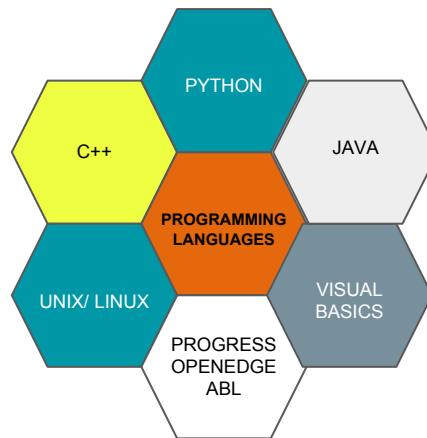 PYTHON
C++
JAVA
PROGRAMMING
LANGUAGES
UNIX/ LINUX
VISUAL
BASICS
PROGRESS
OPENEDGE
ABL